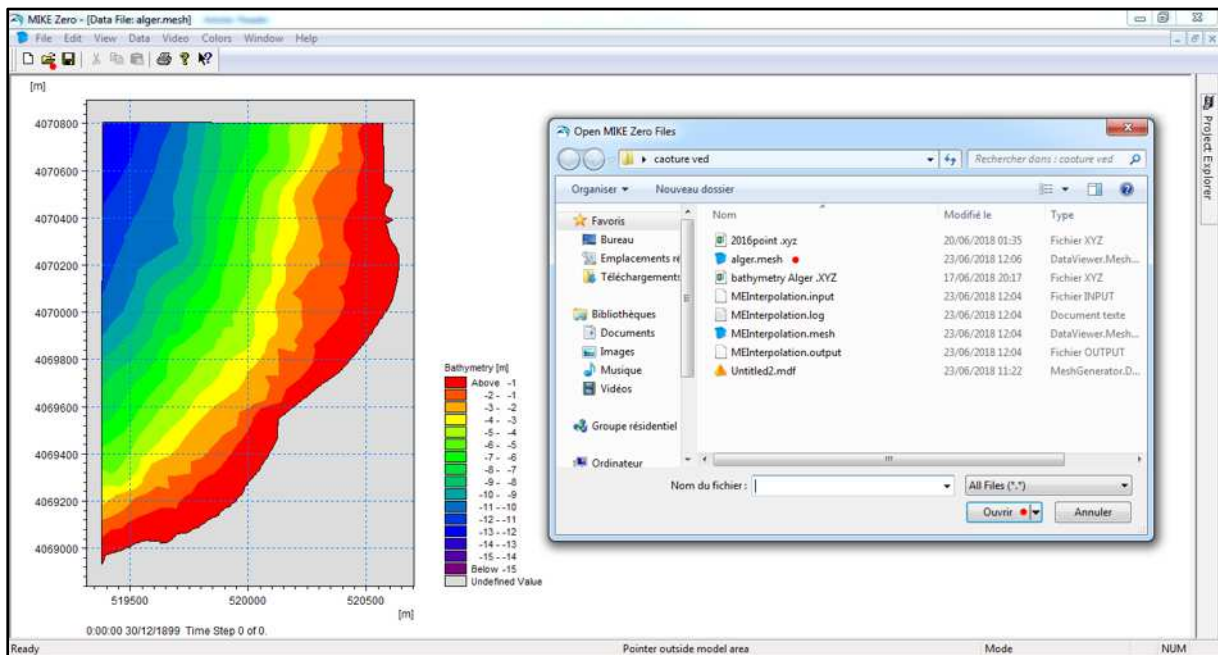 MIKE Zero - [Data File: alger.mesh]
File Edit View Data Video Colors Window Help
[m]
4070800
4070600
4070400
4070200
4070000
4069800
4069600
4069400
4069200
4069000
519500 520000 520500
[m]
0:00:00 30/12/1899 Time Step 0 of 0.
Bathymetry [m]
Above -1
-2 - -1
-3 - -2
-4 - -3
-5 - -4
-6 - -5
-7 - -6
-8 - -7
-9 - -8
-10 - -9
-11 - -10
-12 - -11
-13 - -12
-14 - -13
-15 - -14
Below -15
Undefined Value
Open MIKE Zero Files
caoture ved
Rechercher dans : caoture ved
Organiser Nouveau dossier
Favoris
Bureau
Emplacements ré
Téléchargements
Bibliothèques
Documents
Images
Musique
Vidéos
Groupe résidentiel
Ordinateur
Nom Modifié le Type
2016point .xyz 20/06/2018 01:35 Fichier XYZ
alger.mesh 23/06/2018 12:06 DataViewer.Mesh...
bathymetry Alger .XYZ 17/06/2018 20:17 Fichier XYZ
MEInterpolation.input 23/06/2018 12:04 Fichier INPUT
MEInterpolation.log 23/06/2018 12:04 Document texte
MEInterpolation.mesh 23/06/2018 12:04 DataViewer.Mesh...
MEInterpolation.output 23/06/2018 12:04 Fichier OUTPUT
Untitled2.mdf 23/06/2018 11:22 MeshGenerator.D...
Nom du fichier : All Files (*.*)
Ouvrir Annuler
Project Explorer
Ready Pointer outside model area Mode NUM